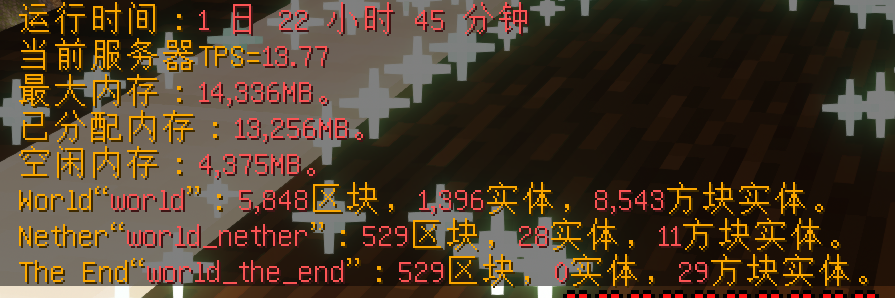 运行时间：1 日 22 小时 45 分钟
当前服务器TPS=13.77
最大内存：14,336MB。
已分配内存：13,256MB。
空闲内存：4,375MB。
World“world”：5,848区块，1,396实体，8,543方块实体。
Nether“world_nether”：529区块，28实体，11方块实体。
The End“world_the_end”：529区块，0实体，29方块实体。